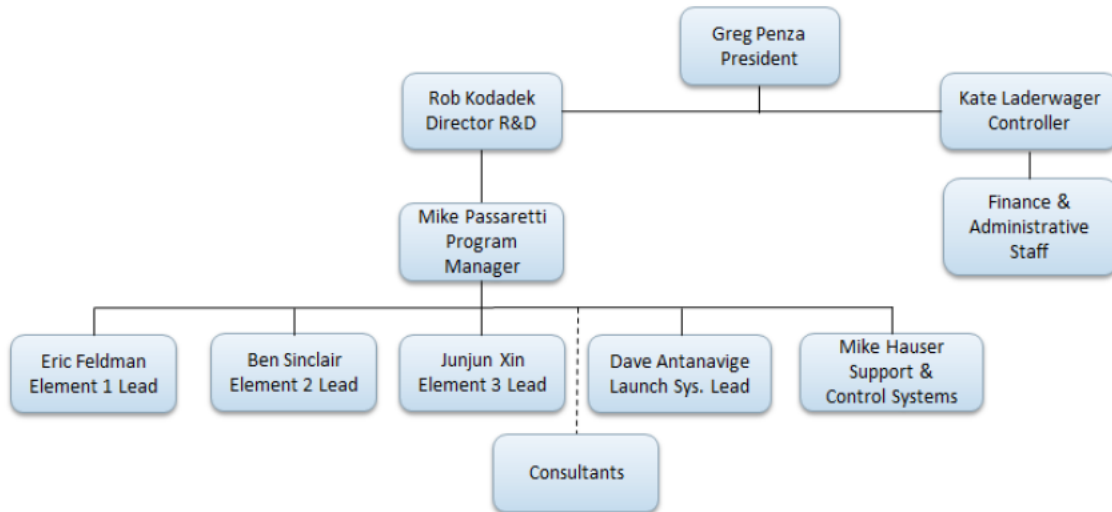 Greg Penza
President
Rob Kodadek
Director R&D
Kate Laderwager
Controller
Mike Passaretti
Program
Manager
Finance &
Administrative
Staff
Eric Feldman
Element 1 Lead
Ben Sinclair
Element 2 Lead
Junjun Xin
Element 3 Lead
Dave Antanavige
Launch Sys. Lead
Mike Hauser
Support &
Control Systems
Consultants